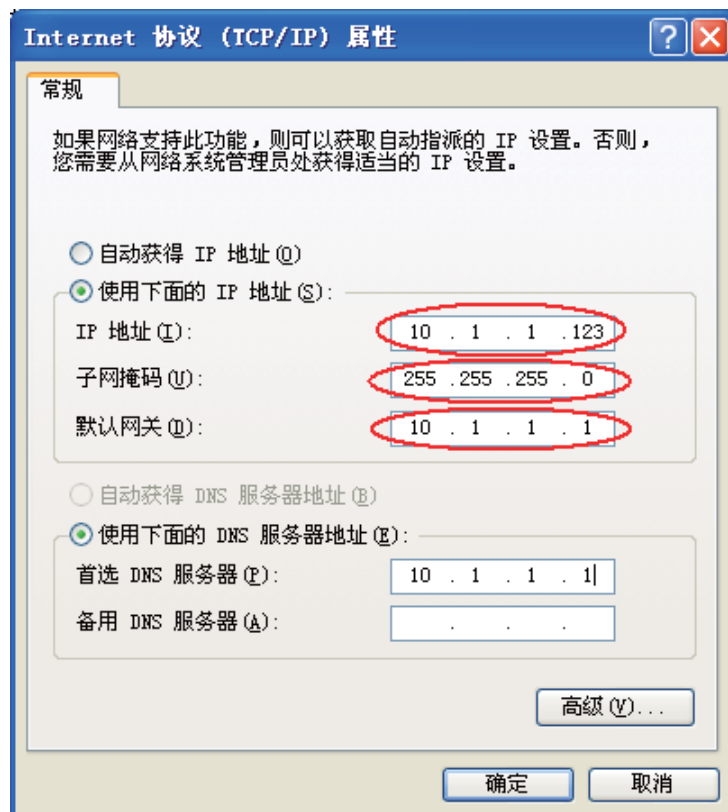 Internet 协议 (TCP/IP) 属性
常规
如果网络支持此功能，则可以获取自动指派的 IP 设置。否则，
您需要从网络系统管理员处获得适当的 IP 设置。
自动获得 IP 地址(O)
使用下面的 IP 地址(S):
IP 地址(I): 10 . 1 . 1 .123
子网掩码(U): 255 .255 .255 . 0
默认网关(D): 10 . 1 . 1 . 1
自动获得 DNS 服务器地址(B)
使用下面的 DNS 服务器地址(E):
首选 DNS 服务器(P): 10 . 1 . 1 . 1
备用 DNS 服务器(A): . . .
高级(V)...
确定 取消